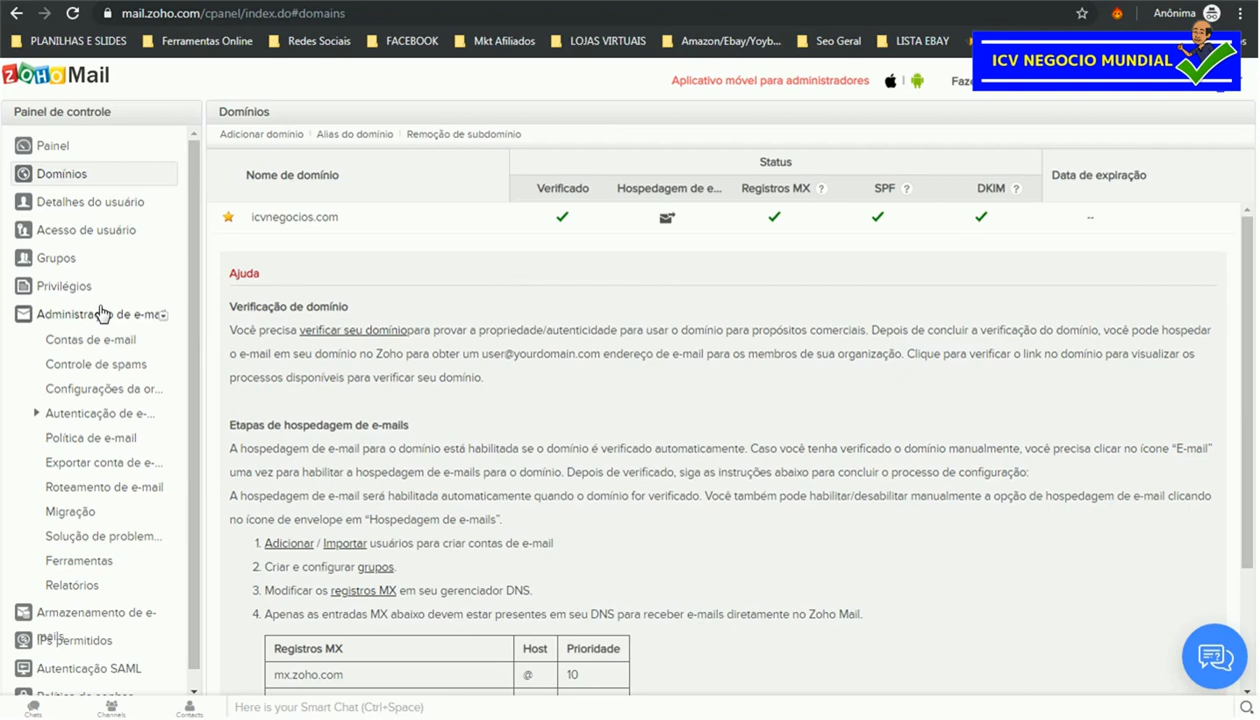 mail.zoho.com/cpanel/index.do#domains
Anônima
PLANILHAS E SLIDES
Ferramentas Online
Redes Sociais
FACEBOOK
Mkt Afiliados
LOJAS VIRTUAIS
Amazon/Ebay/Yoyb...
Seo Geral
LISTA EBAY
ICV NEGOCIO MUNDIAL
ZOHO Mail
Aplicativo móvel para administradores
Faze
Painel de controle
Painel
Domínios
Detalhes do usuário
Acesso de usuário
Grupos
Privilégios
Contas de e-mail
Controle de spams
Configurações da or...
Autenticação de e-...
Política de e-mail
Exportar conta de e-...
Roteamento de e-mail
Migração
Solução de problem...
Ferramentas
Relatórios
Armazenamento de e-
mails
IPs permitidos
Autenticação SAML
Domínios
Adicionar domínio
Alias do domínio
Remoção de subdomínio
Nome de domínio
Status
Verificado
Hospedagem de e...
Registros MX ?
SPF ?
DKIM ?
Data de expiração
icvnegocios.com
--
Ajuda
Verificação de domínio
Você precisa verificar seu domíniopara provar a propriedade/autenticidade para usar o domínio para propósitos comerciais. Depois de concluir a verificação do domínio, você pode hospedar
o e-mail em seu domínio no Zoho para obter um user@yourdomain.com endereço de e-mail para os membros de sua organização. Clique para verificar o link no domínio para visualizar os
processos disponíveis para verificar seu domínio.
Etapas de hospedagem de e-mails
A hospedagem de e-mail para o domínio está habilitada se o domínio é verificado automaticamente. Caso você tenha verificado o domínio manualmente, você precisa clicar no ícone “E-mail”
uma vez para habilitar a hospedagem de e-mails para o domínio. Depois de verificado, siga as instruções abaixo para concluir o processo de configuração:
A hospedagem de e-mail será habilitada automaticamente quando o domínio for verificado. Você também pode habilitar/desabilitar manualmente a opção de hospedagem de e-mail clicando
no ícone de envelope em “Hospedagem de e-mails”.
1. Adicionar / Importar usuários para criar contas de e-mail
2. Criar e configurar grupos.
3. Modificar os registros MX em seu gerenciador DNS.
4. Apenas as entradas MX abaixo devem estar presentes em seu DNS para receber e-mails diretamente no Zoho Mail.
Registros MX
Host
Prioridade
mx.zoho.com
@
10
Chats
Channels
Contacts
Here is your Smart Chat (Ctrl+Space)